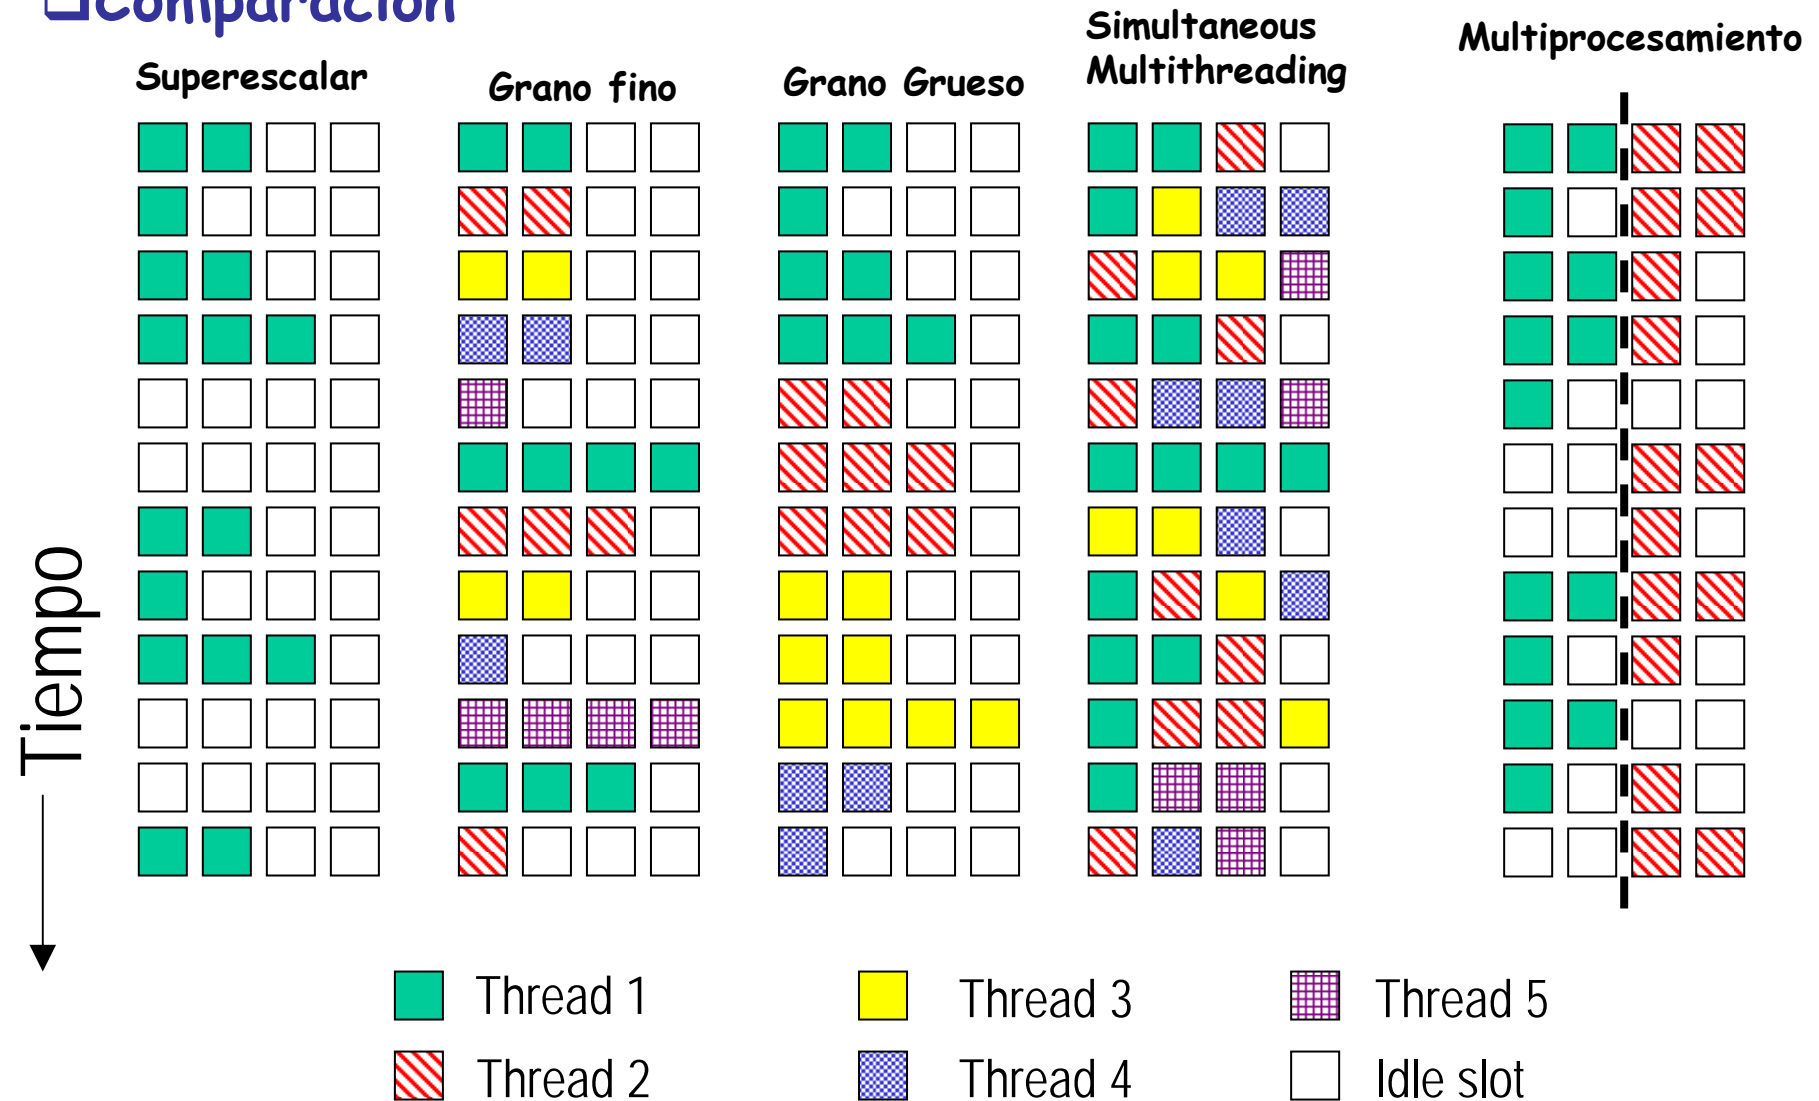 Comparación
Superescalar
Grano fino
Grano Grueso
Simultaneous
Multithreading
Multiprocesamiento
Tiempo
Thread 1
Thread 3
Thread 5
Thread 2
Thread 4
Idle slot